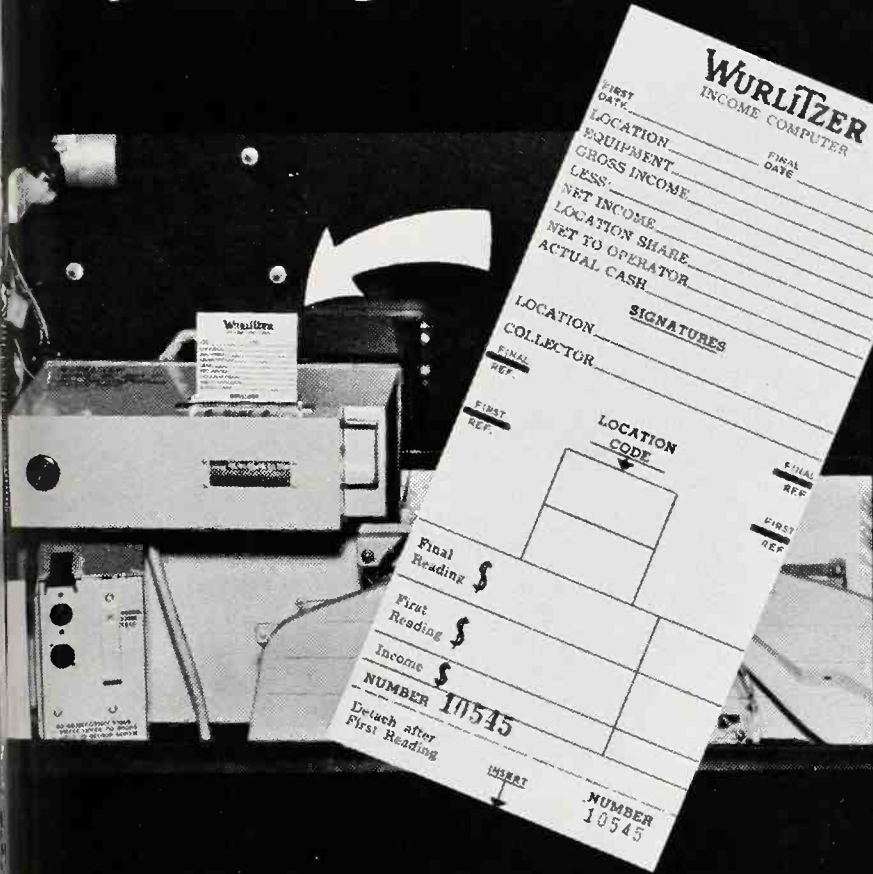 WURLITZER
INCOME COMPUTER
FIRST DATE
FINAL DATE
LOCATION
EQUIPMENT
GROSS INCOME
LESS:
NET INCOME
LOCATION SHARE
NET TO OPERATOR
ACTUAL CASH
SIGNATURES
LOCATION
COLLECTOR
FINAL
REF.
FIRST
REF.
LOCATION
CODE
FINAL
REF
FIRST
REF
Final
Reading $
First
Reading $
Income $
NUMBER 10545
Detach after
First Reading
INSERT
NUMBER
10545
WURLITZER